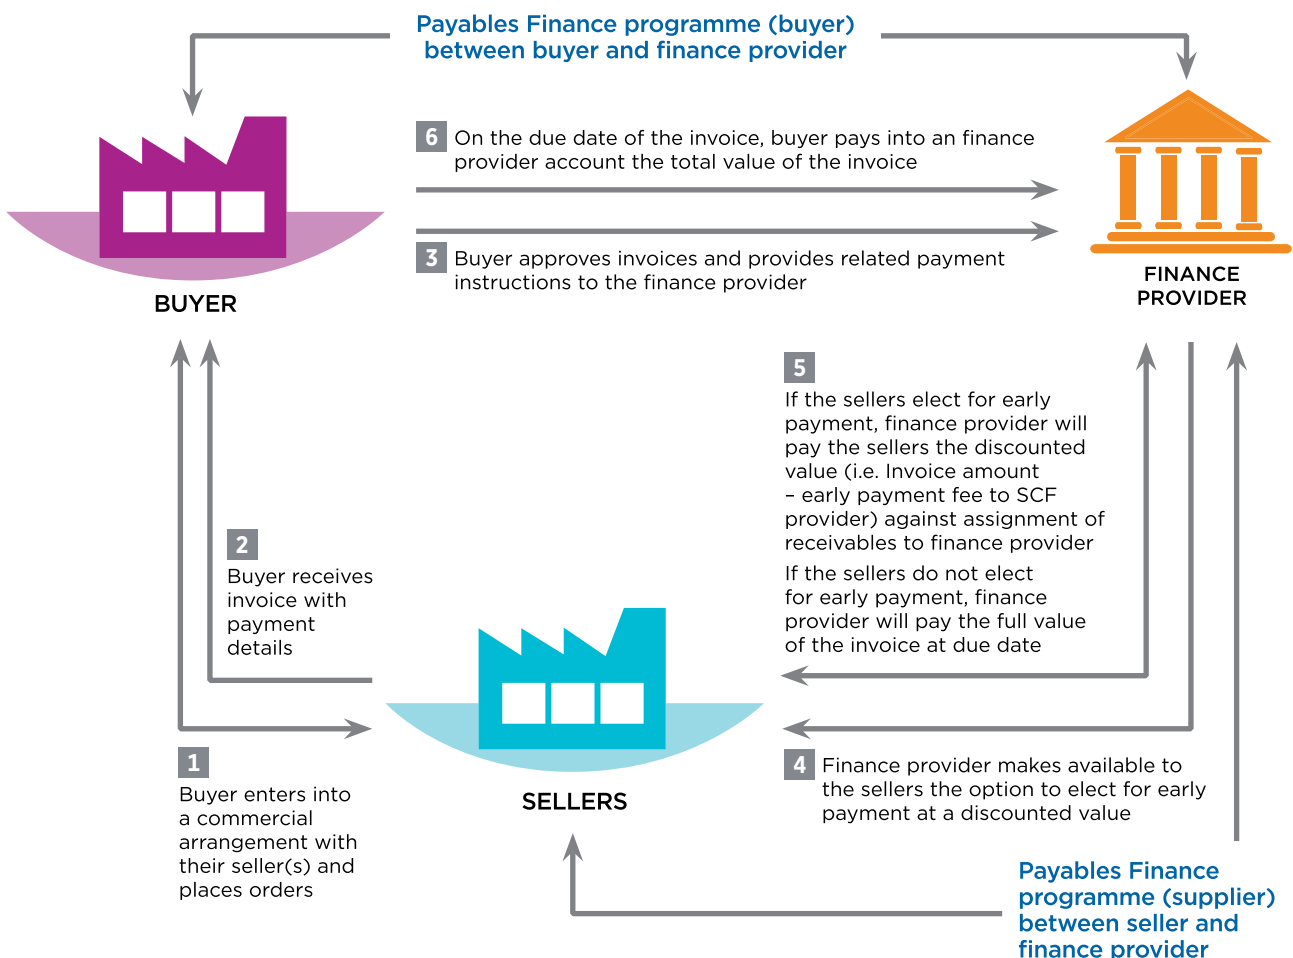 Payables Finance programme (buyer)
between buyer and finance provider
6 On the due date of the invoice, buyer pays into an finance
provider account the total value of the invoice
3 Buyer approves invoices and provides related payment
instructions to the finance provider
BUYER
FINANCE
PROVIDER
5
If the sellers elect for early
payment, finance provider will
pay the sellers the discounted
value (i.e. Invoice amount
– early payment fee to SCF
provider) against assignment of
receivables to finance provider
If the sellers do not elect
for early payment, finance
provider will pay the full value
of the invoice at due date
2
Buyer receives
invoice with
payment
details
1
Buyer enters into
a commercial
arrangement with
their seller(s) and
places orders
SELLERS
4 Finance provider makes available to
the sellers the option to elect for early
payment at a discounted value
Payables Finance
programme (supplier)
between seller and
finance provider